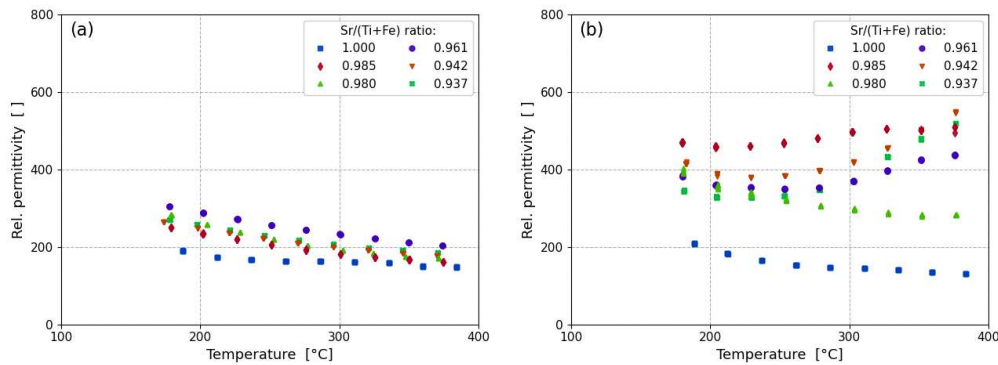 (a)
Sr/(Ti+Fe) ratio:
1.000 0.961
0.985 0.942
0.980 0.937
800
600
400
200
0
100 200 300 400
Rel. permittivity [ ]
Temperature [°C]
(b)
Sr/(Ti+Fe) ratio:
1.000 0.961
0.985 0.942
0.980 0.937
800
600
400
200
0
100 200 300 400
Rel. permittivity [ ]
Temperature [°C]